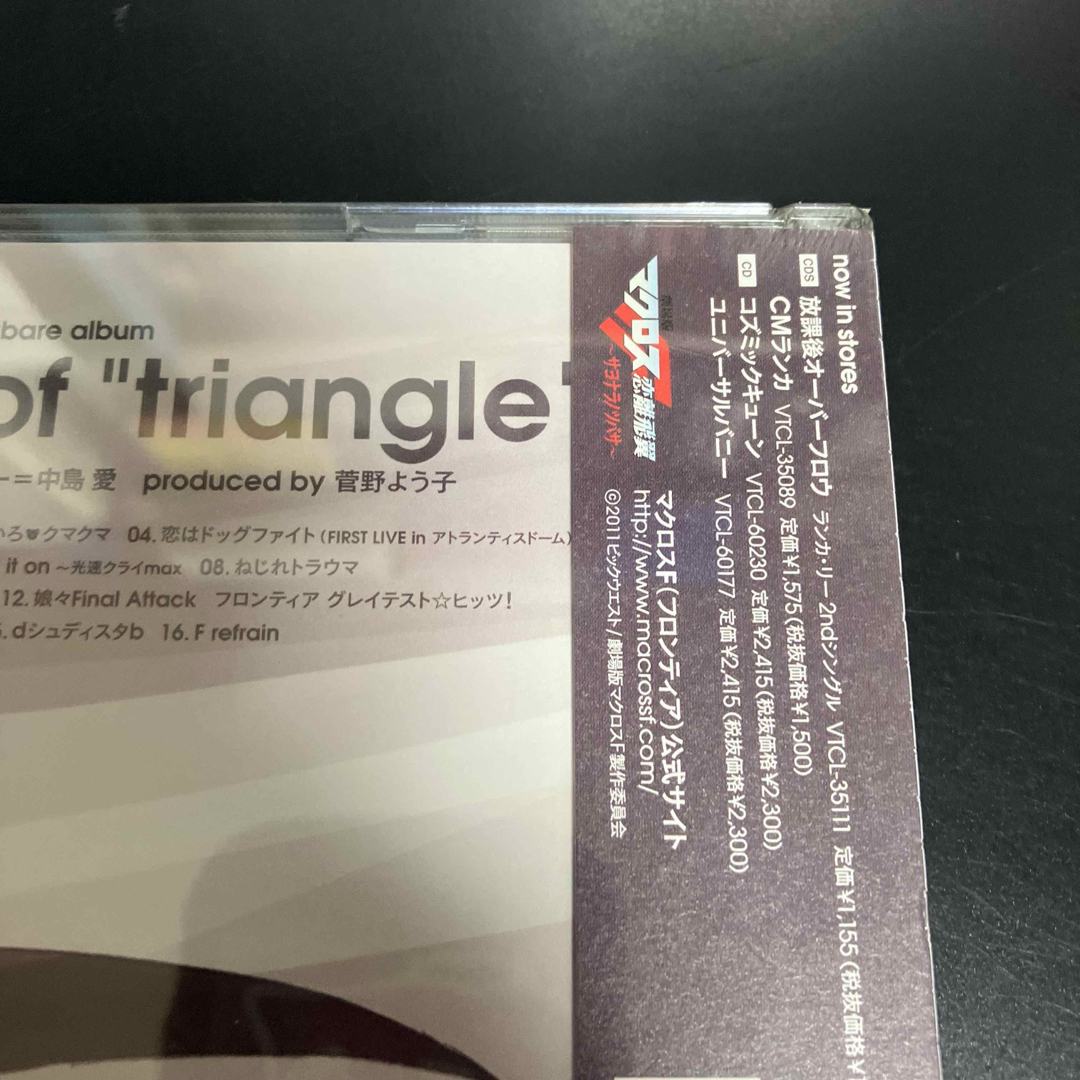 bare album
of "triangle"
ー=中島 愛 produced by 菅野よう子
いろ♥クマクマ 04. 恋はドッグファイト(FIRST LIVE in アトランティスドーム)
it on ～光速クライmax 08. ねじれトラウマ
12. 娘々Final Attack フロンティア グレイテスト☆ヒッツ!
. dシュディスタb 16. F refrain
now in stores
CDS 放課後オーバーフロウ ランカ・リー 2ndシングル VTCL-35111 定価¥1,155(税抜価格¥
CMランカ VTCL-35089 定価¥1,575(税抜価格¥1,500)
CD コズミックキューン VTCL-60230 定価¥2,415(税抜価格¥2,300)
ユニバーサルバニー VTCL-60177 定価¥2,415(税抜価格¥2,300)
劇場版
マクロス
恋離飛翼
～サヨナラノツバサ～
マクロスF(フロンティア)公式サイト
http://www.macrossf.com/
©2011 ビックウエスト/劇場版マクロスF製作委員会